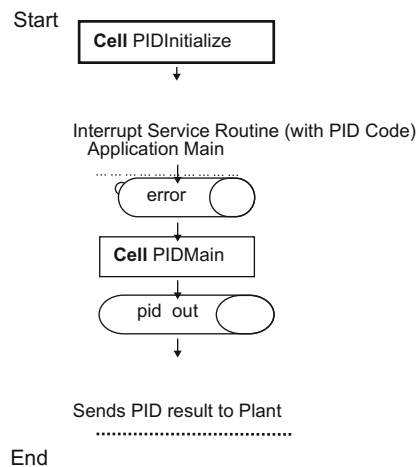 Start
Cell PIDInitialize
Interrupt Service Routine (with PID Code)
Application Main
error
Cell PIDMain
pid out
Sends PID result to Plant
End